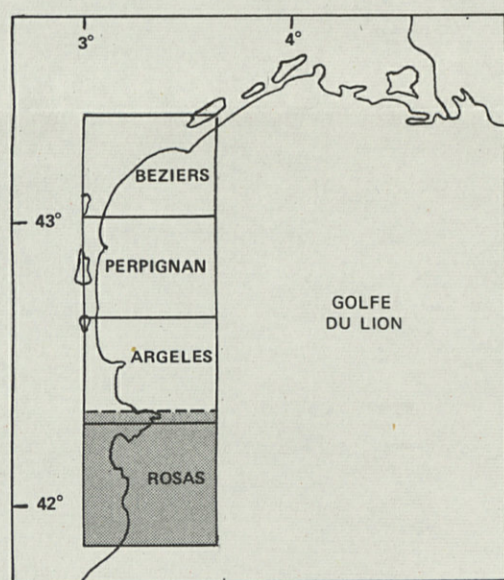 3°
4°
BEZIERS
43°
PERPIGNAN
GOLFE
DU LION
ARGELES
ROSAS
42°